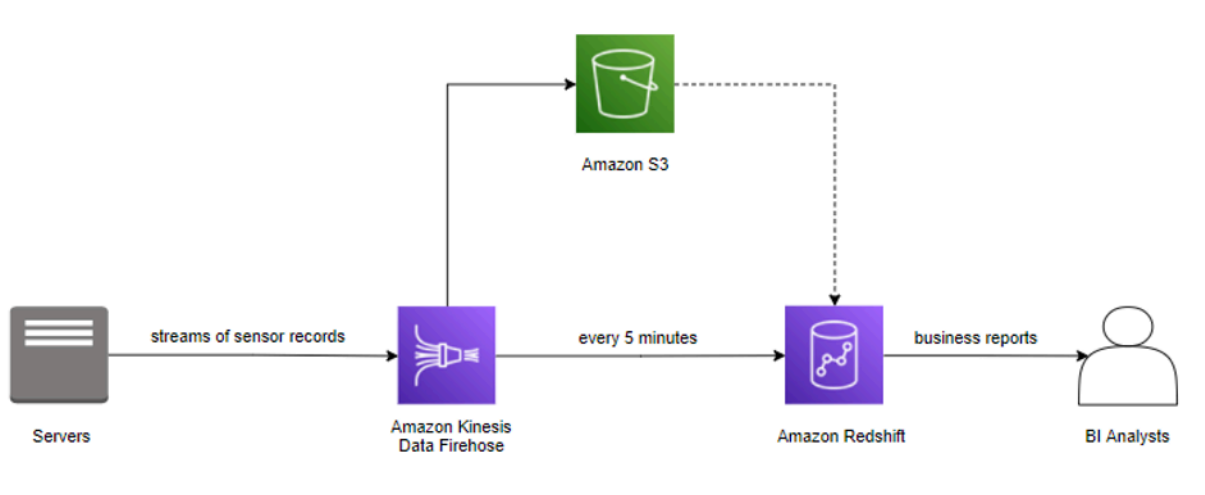 Amazon S3
streams of sensor records
every 5 minutes
business reports
Servers
Amazon Kinesis
Data Firehose
Amazon Redshift
BI Analysts